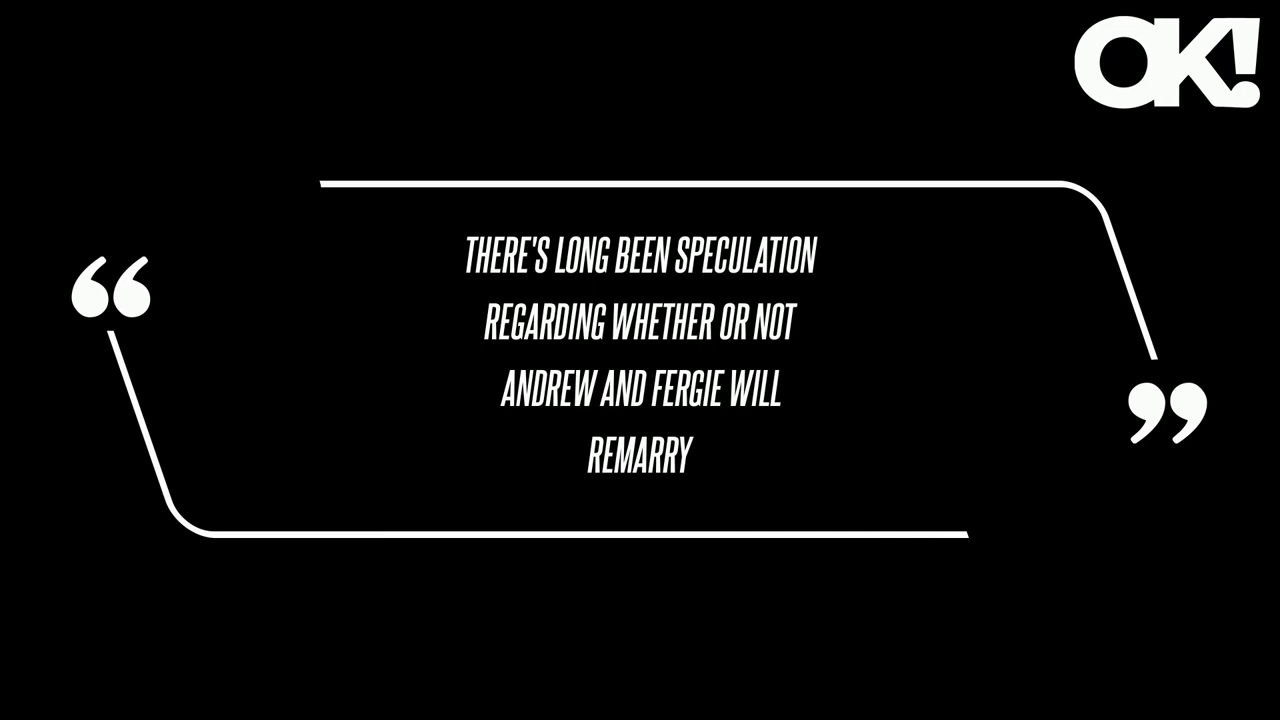 OK!
“
THERE'S LONG BEEN SPECULATION
REGARDING WHETHER OR NOT
ANDREW AND FERGIE WILL
REMARRY
”